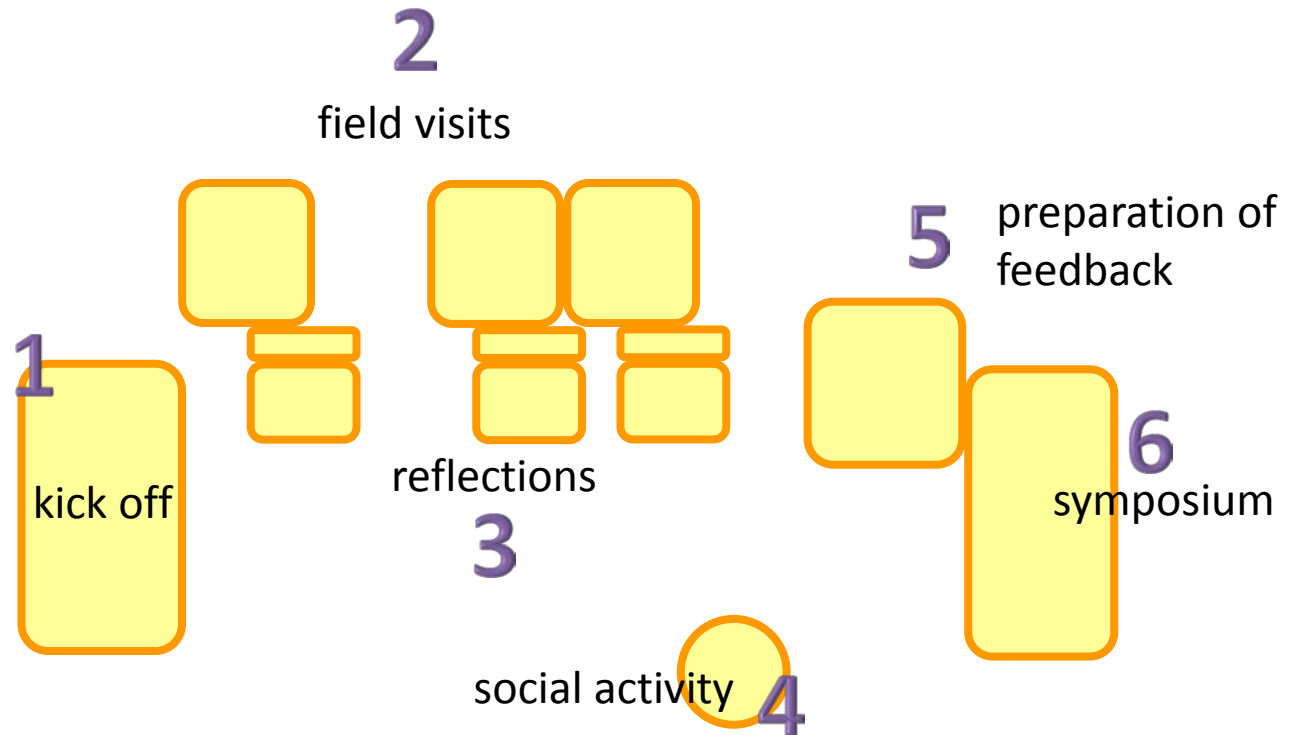 2
field visits
5
preparation of
feedback
1
kick off
reflections
3
6
symposium
social activity
4